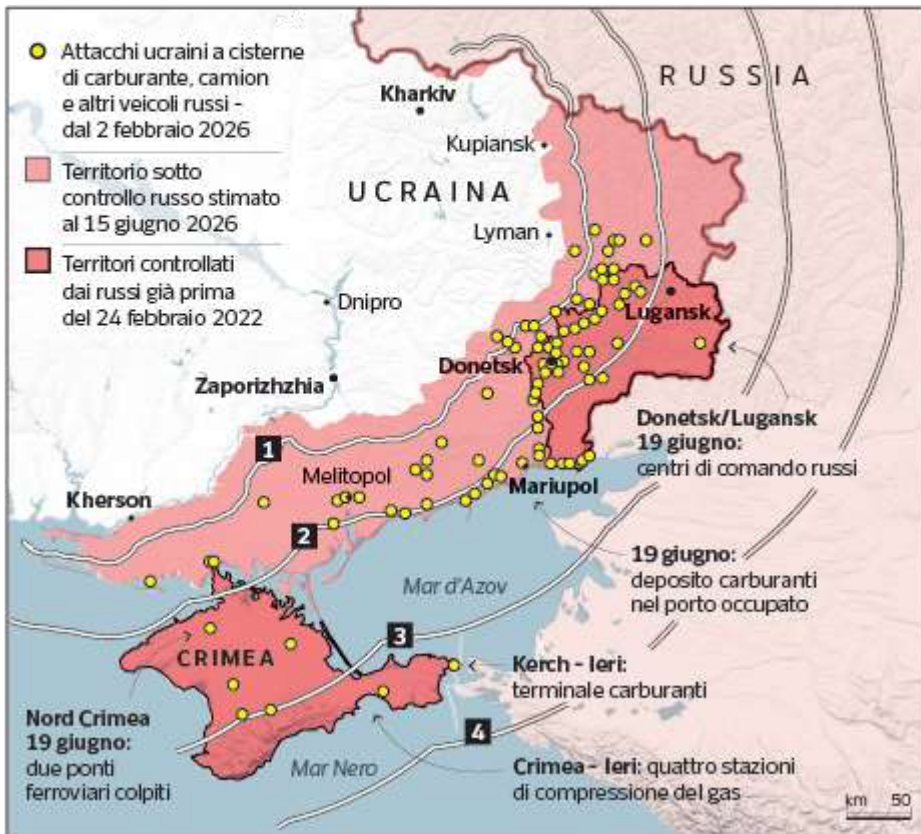 Attacchi ucraini a cisterne
di carburante, camion
e altri veicoli russi -
dal 2 febbraio 2026
Territorio sotto
controllo russo stimato
al 15 giugno 2026
Territori controllati
dai russi già prima
del 24 febbraio 2022
RUSSIA
Kharkiv
Kupiansk
UCRAINA
Lyman
Dnipro
Lugansk
Donetsk
Zaporizhzhia
Donetsk/Lugansk
19 giugno:
centri di comando russi
1
Melitopol
Mariupol
Kherson
2
19 giugno:
deposito carburanti
nel porto occupato
Mar d'Azov
3
CRIMEA
Kerch - Ieri:
terminale carburanti
Nord Crimea
19 giugno:
due ponti
ferroviari colpiti
4
Mar Nero
Crimea - Ieri: quattro stazioni
di compressione del gas
km 50